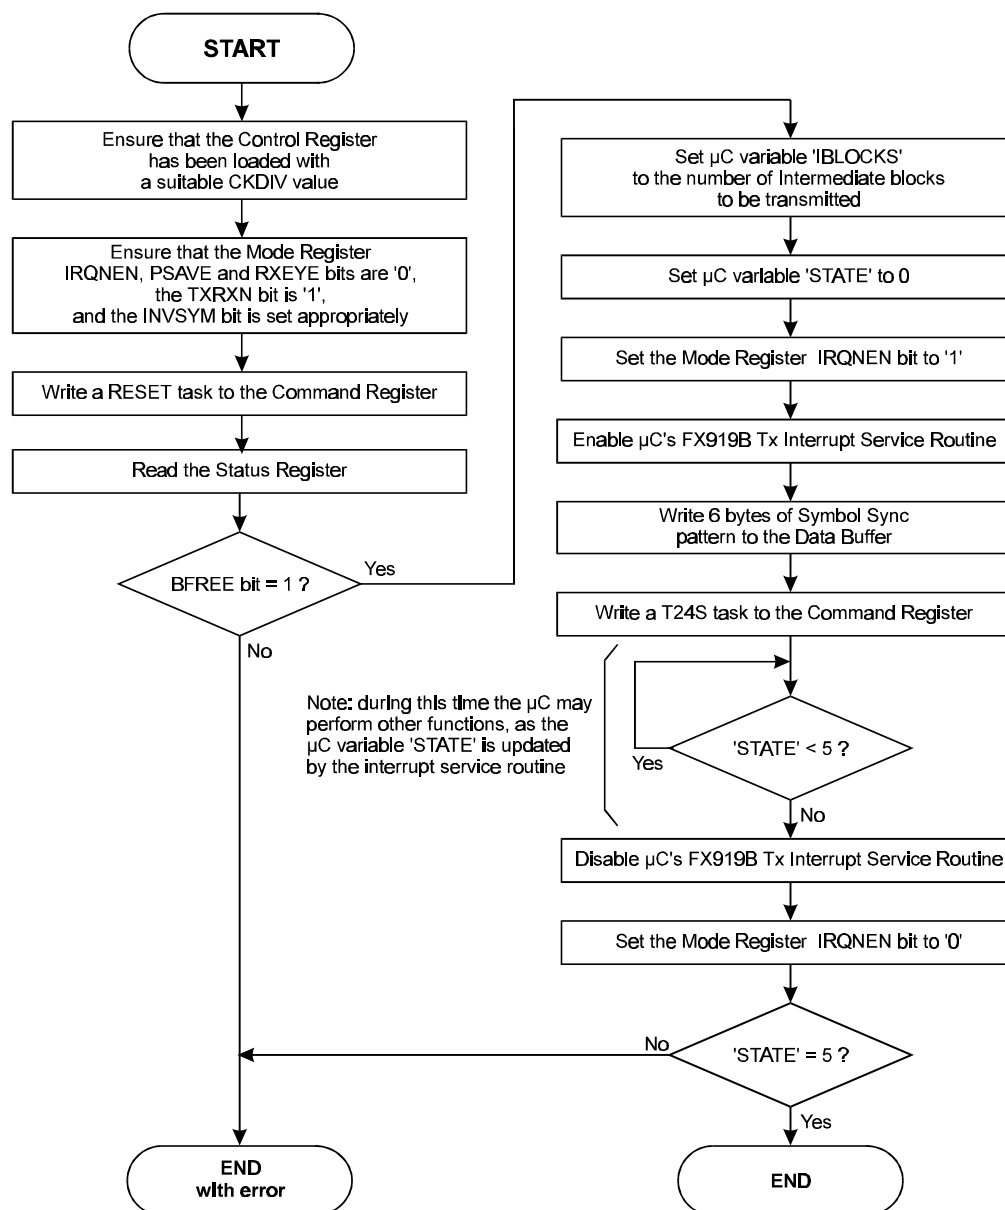 START
Ensure that the Control Register
has been loaded with
a suitable CKDIV value
Ensure that the Mode Register
IRQNEN, PSAVE and RXEYE bits are '0',
the TXRXN bit is '1',
and the INVSYM bit is set appropriately
Write a RESET task to the Command Register
Read the Status Register
BFREE bit = 1 ?
Yes
No
Set µC variable 'IBLOCKS'
to the number of Intermediate blocks
to be transmitted
Set µC variable 'STATE' to 0
Set the Mode Register IRQNEN bit to '1'
Enable µC's FX919B Tx Interrupt Service Routine
Write 6 bytes of Symbol Sync
pattern to the Data Buffer
Write a T24S task to the Command Register
Note: during this time the µC may
perform other functions, as the
µC variable 'STATE' is updated
by the interrupt service routine
'STATE' < 5 ?
Yes
No
Disable µC's FX919B Tx Interrupt Service Routine
Set the Mode Register IRQNEN bit to '0'
'STATE' = 5 ?
No
Yes
END
with error
END